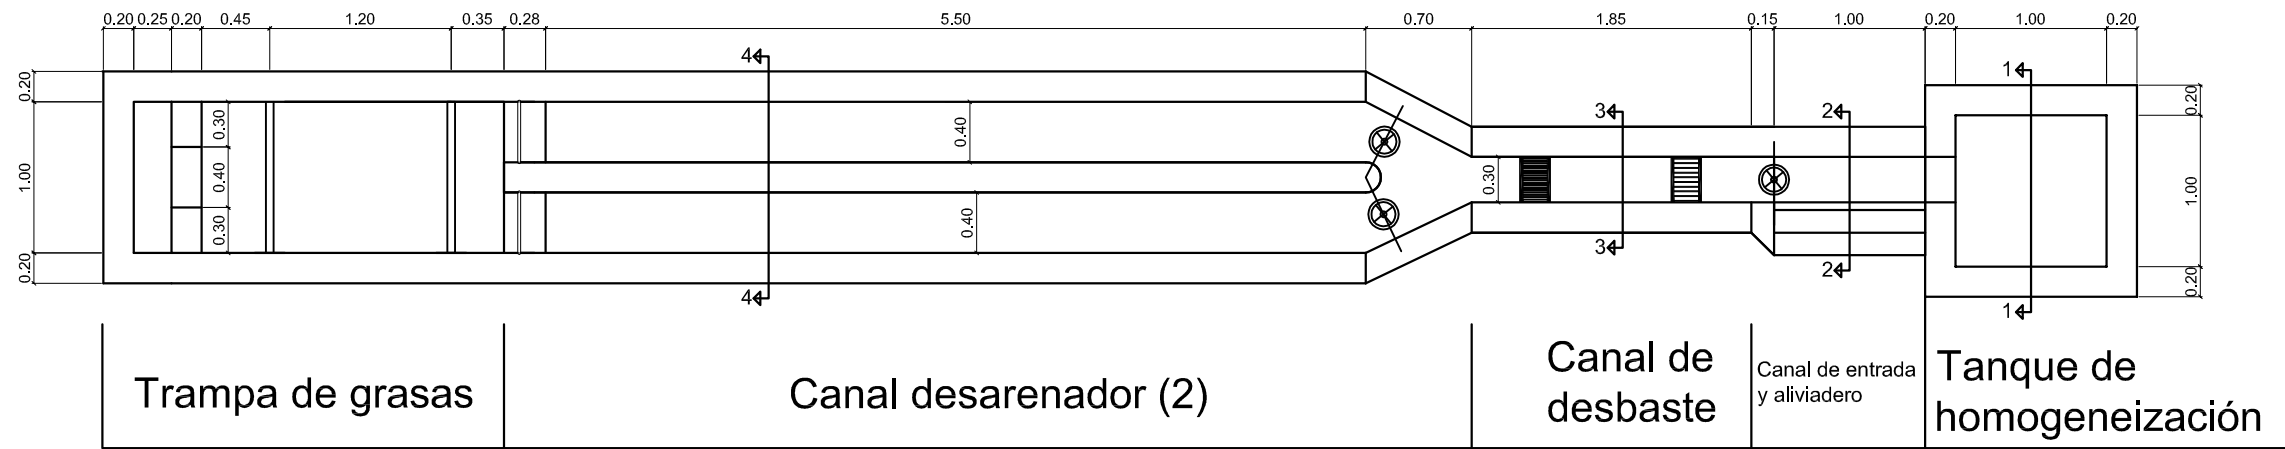 0.20 0.25 0.20 0.45 1.20 0.35 0.28 5.50 0.70 1.85 0.15 1.00 0.20 1.00 0.20
4 3 2 1
0.20
1.00
0.20
0.30
0.40
0.30
0.40
0.40
0.30
0.20
1.00
0.20
4 3 2 1
Trampa de grasas
Canal desarenador (2)
Canal de
desbaste
Canal de entrada
y aliviadero
Tanque de
homogeneización